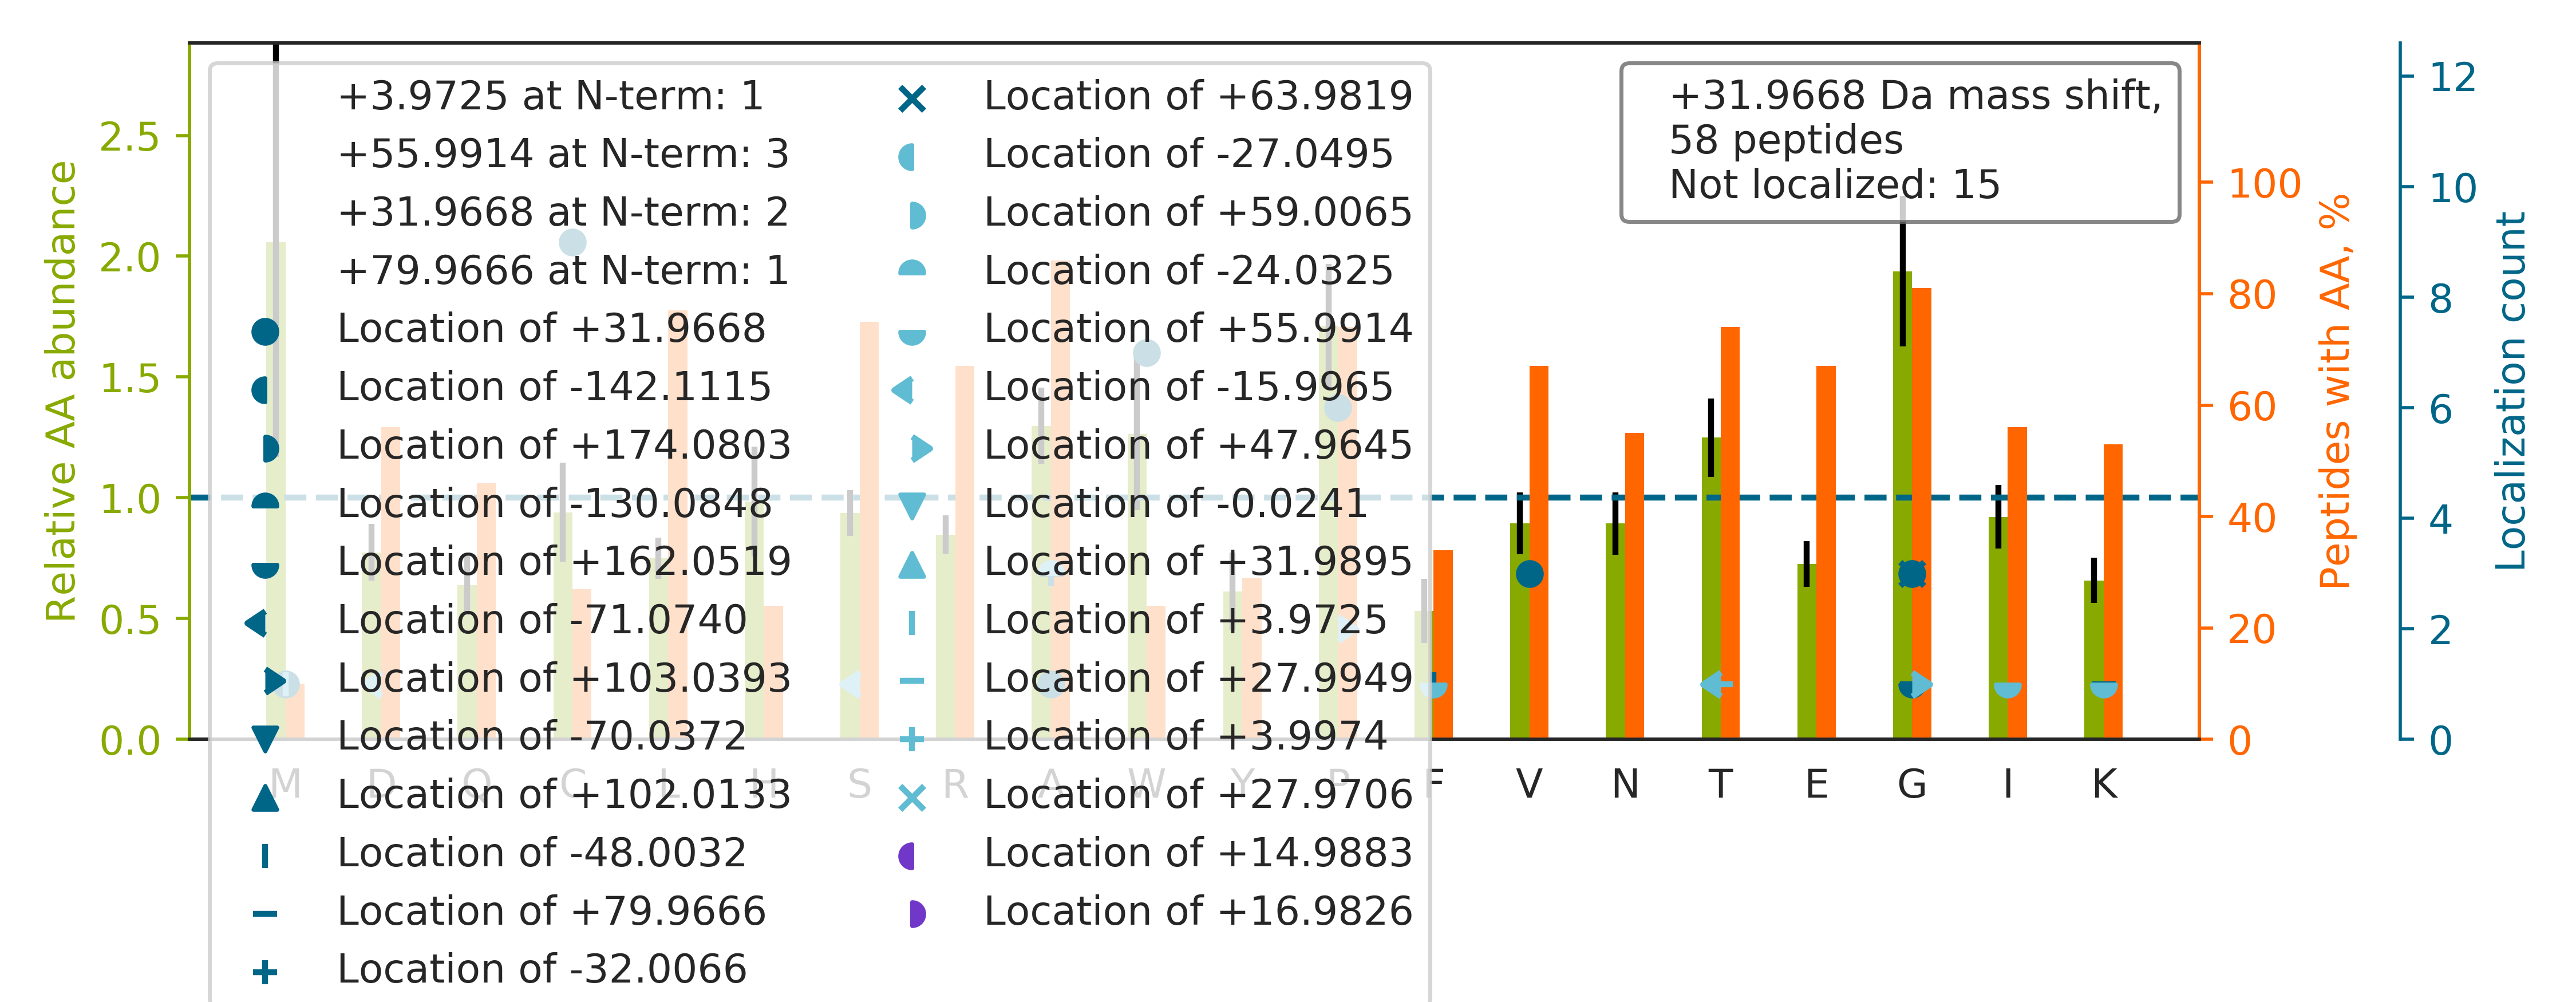 +3.9725 at N-term: 1
+55.9914 at N-term: 3
+31.9668 at N-term: 2
+79.9666 at N-term: 1
Location of +31.9668
Location of -142.1115
Location of +174.0803
Location of -130.0848
Location of +162.0519
Location of -71.0740
Location of +103.0393
Location of -70.0372
Location of +102.0133
Location of -48.0032
Location of +79.9666
Location of -32.0066
Location of +63.9819
Location of -27.0495
Location of +59.0065
Location of -24.0325
Location of +55.9914
Location of -15.9965
Location of +47.9645
Location of -0.0241
Location of +31.9895
Location of +3.9725
Location of +27.9949
Location of +3.9974
Location of +27.9706
Location of +14.9883
Location of +16.9826
+31.9668 Da mass shift,
58 peptides
Not localized: 15
Relative AA abundance
2.5
2.0
1.5
1.0
0.5
0.0
M D Q C L H S R A W Y P F V N T E G I K
100
80
60
40
20
0
Peptides with AA, %
12
10
8
6
4
2
0
Localization count